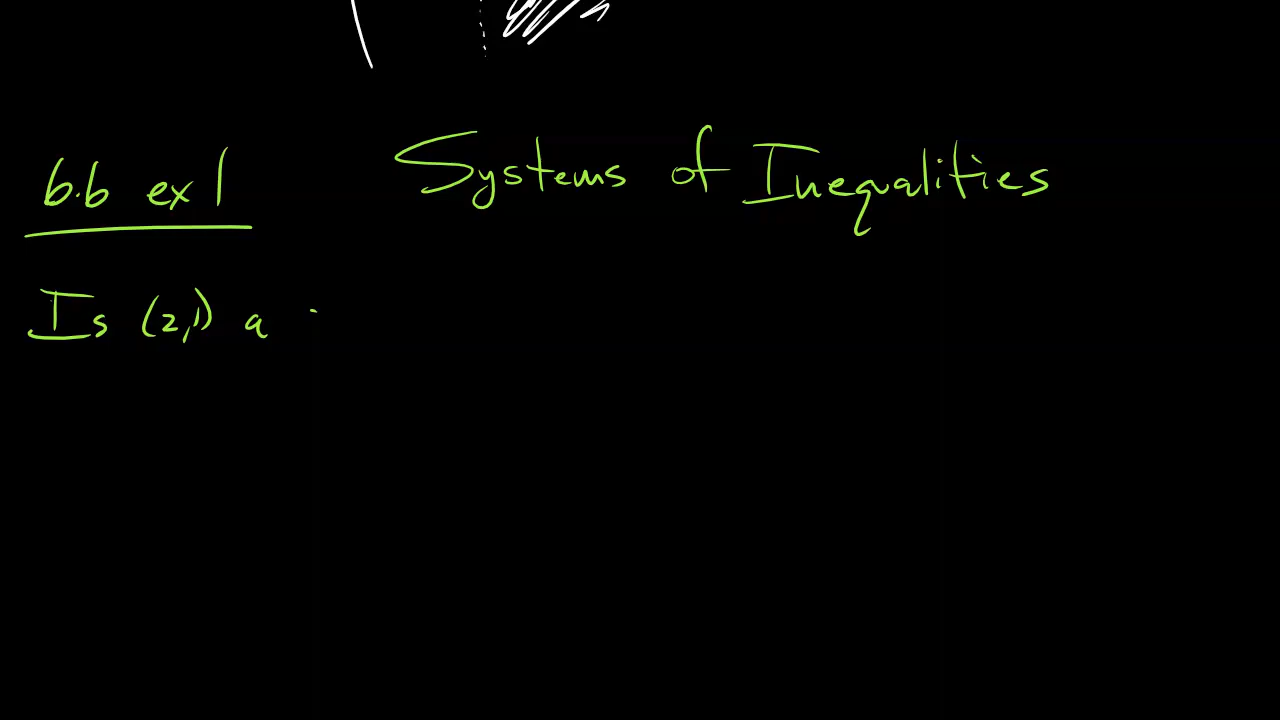 6.6 ex 1 Systems of Inequalities
Is (2,1) a